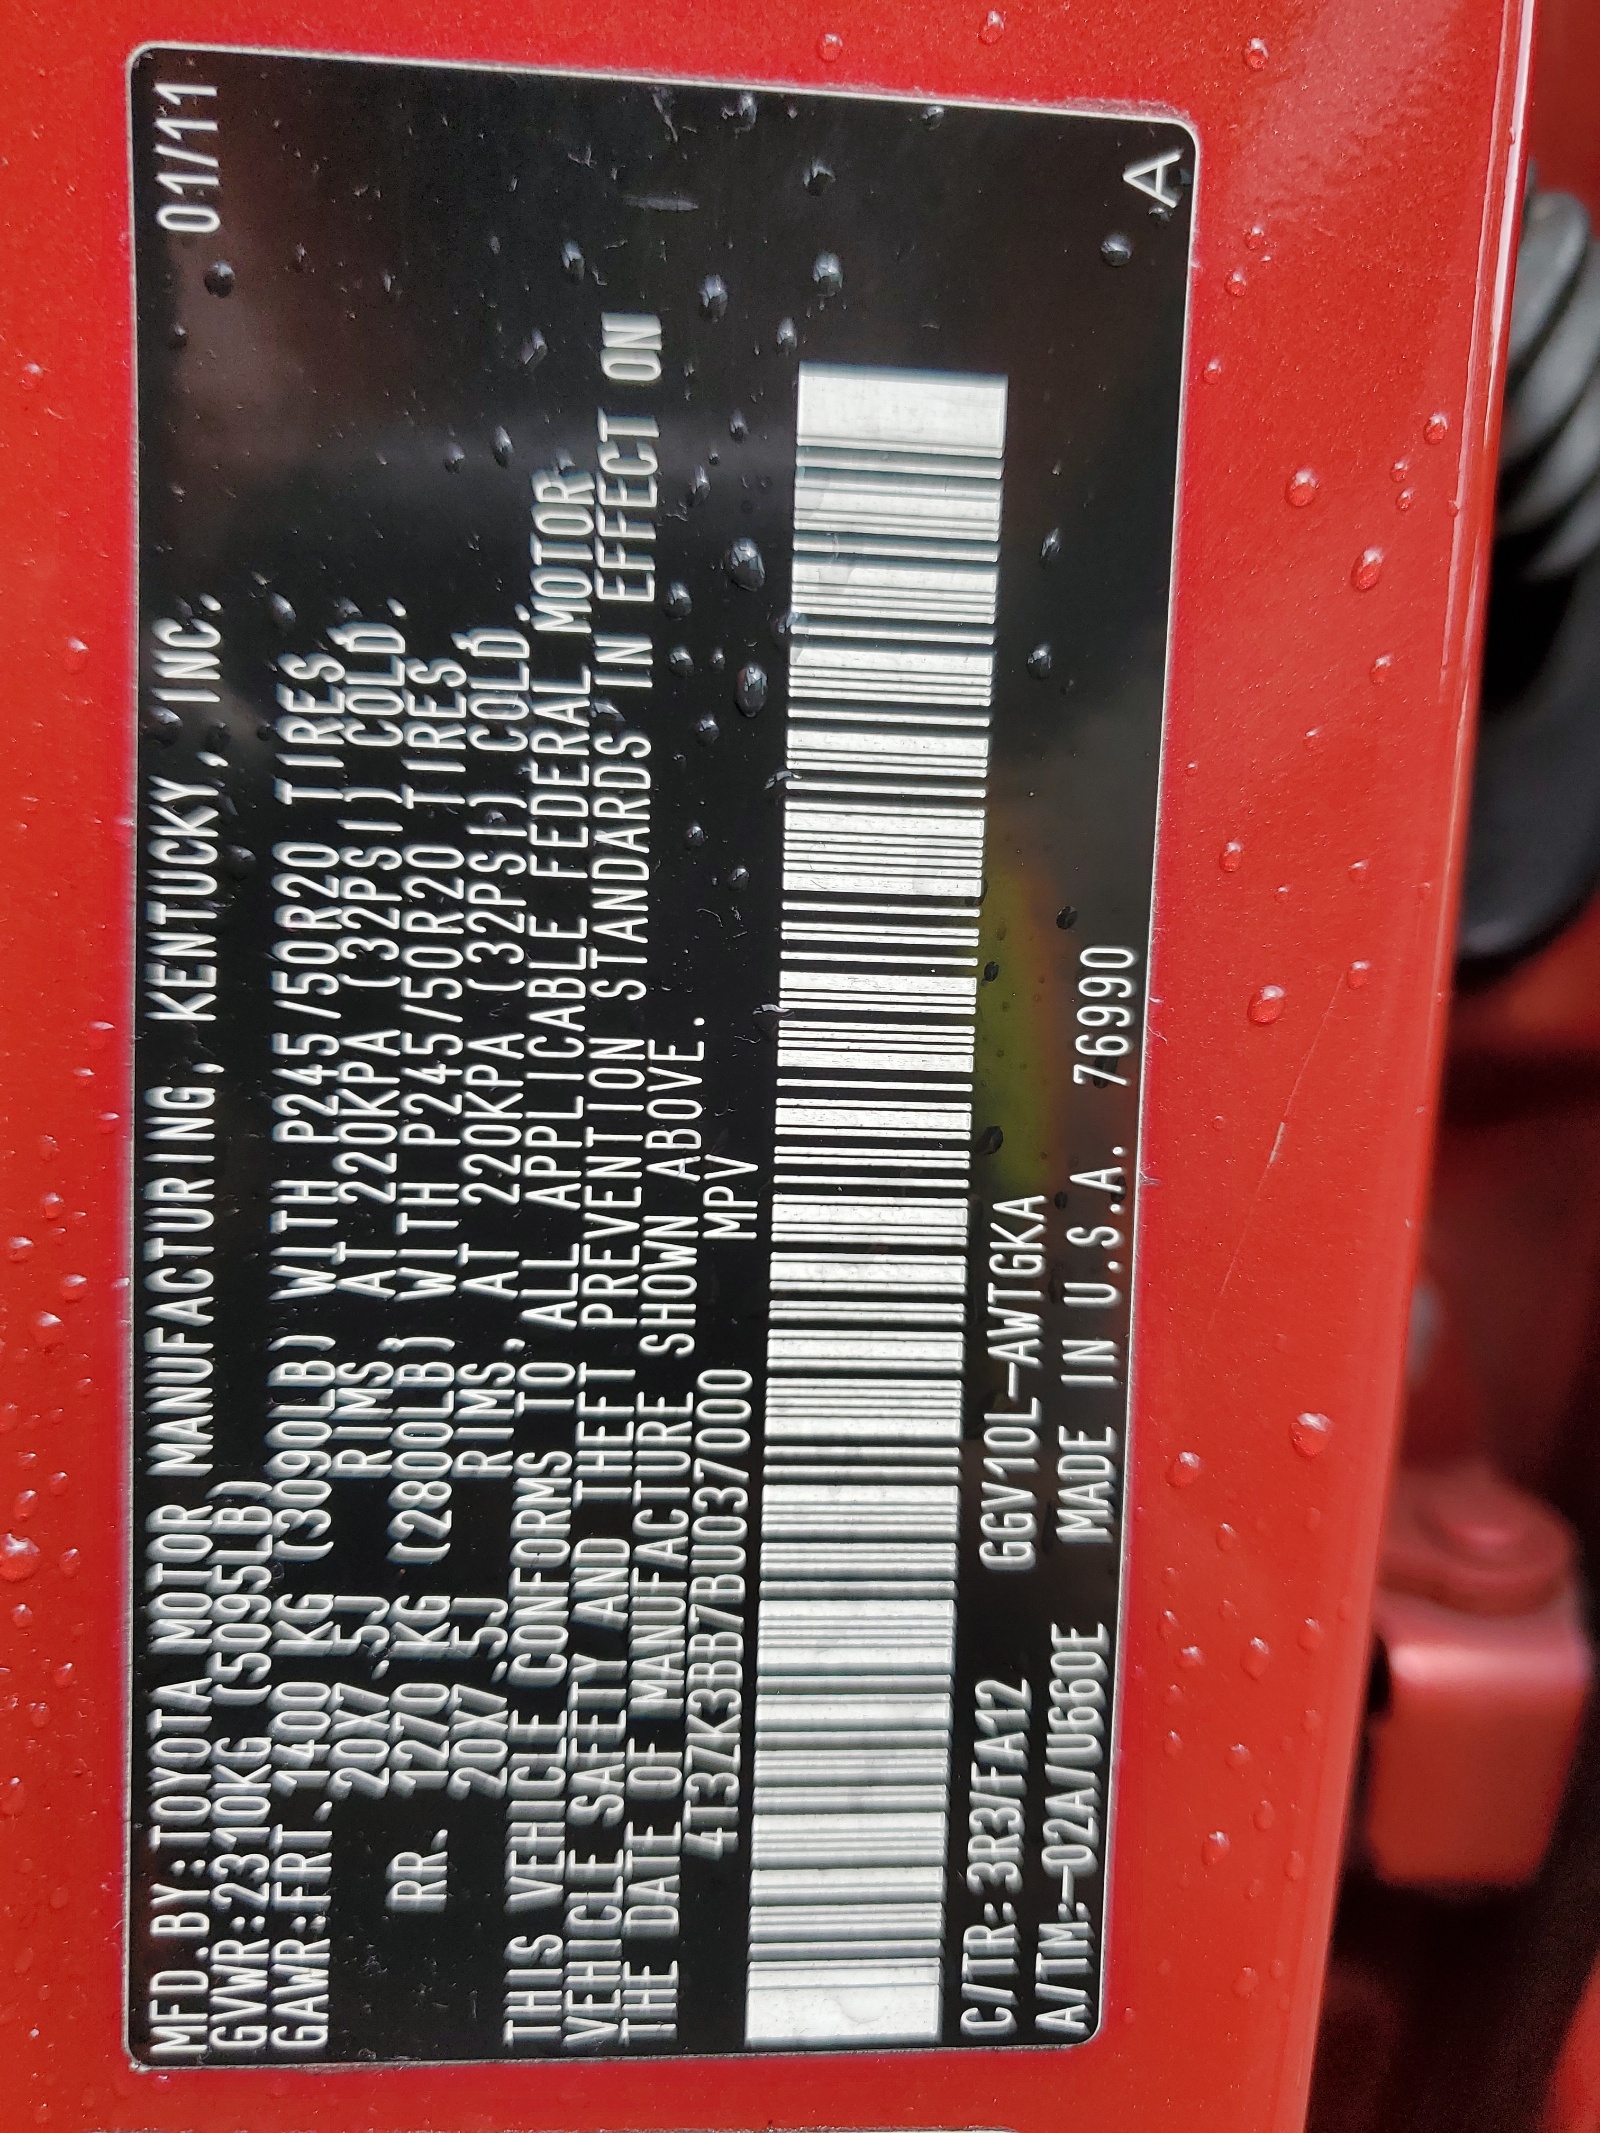 MFD.BY:TOYOTA MOTOR MANUFACTURING, KENTUCKY, INC. 01/11
GVWR:2310KG (5095LB)
GAWR:FRT.1400 KG (3090LB) WITH P245/50R20 TIRES
20X7.5J RIMS AT 220KPA (32PSI) COLD.
RR. 1270 KG (2800LB) WITH P245/50R20 TIRES
20X7.5J RIMS, AT 220KPA (32PSI) COLD.
THIS VEHICLE CONFORMS TO ALL APPLICABLE FEDERAL MOTOR
VEHICLE SAFETY AND THEFT PREVENTION STANDARDS IN EFFECT ON
THE DATE OF MANUFACTURE SHOWN ABOVE.
4T3ZK3BB7BU037000 MPV
C/TR:3R3/FA12 GGV10L-AWTGKA
A/TM:-02A/U660E MADE IN U.S.A. 76990 A